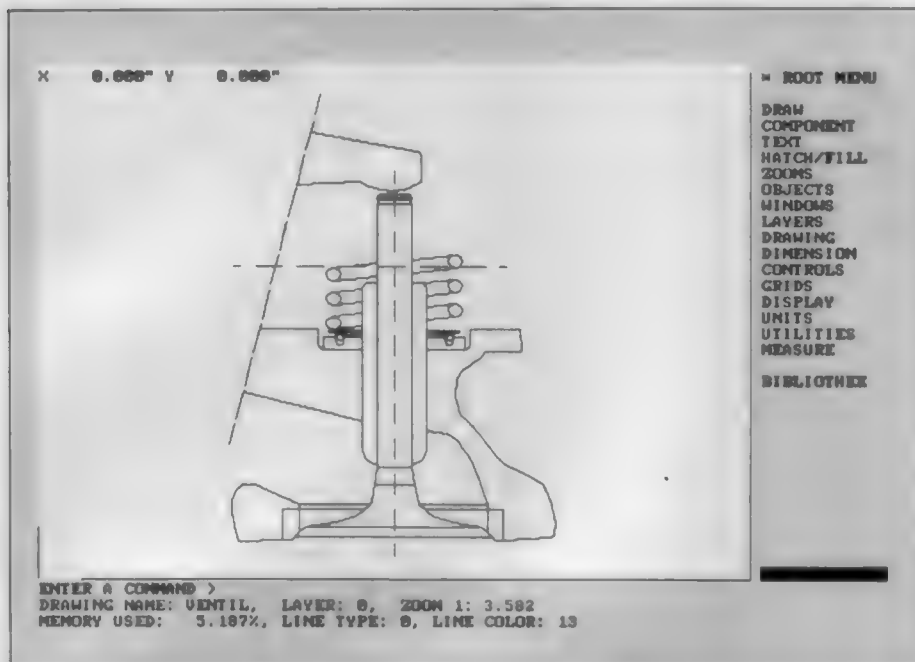 X 0.000" Y 0.000"
* ROOT MENU
DRAW
COMPONENT
TEXT
HATCH/FILL
ZOOMS
OBJECTS
WINDOWS
LAYERS
DRAWING
DIMENSION
CONTROLS
GRIDS
DISPLAY
UNITS
UTILITIES
MEASURE
BIBLIOTHEK
ENTER A COMMAND >
DRAWING NAME: VENTIL, LAYER: 0, ZOOM 1: 3.582
MEMORY USED: 5.187%, LINE TYPE: 0, LINE COLOR: 13